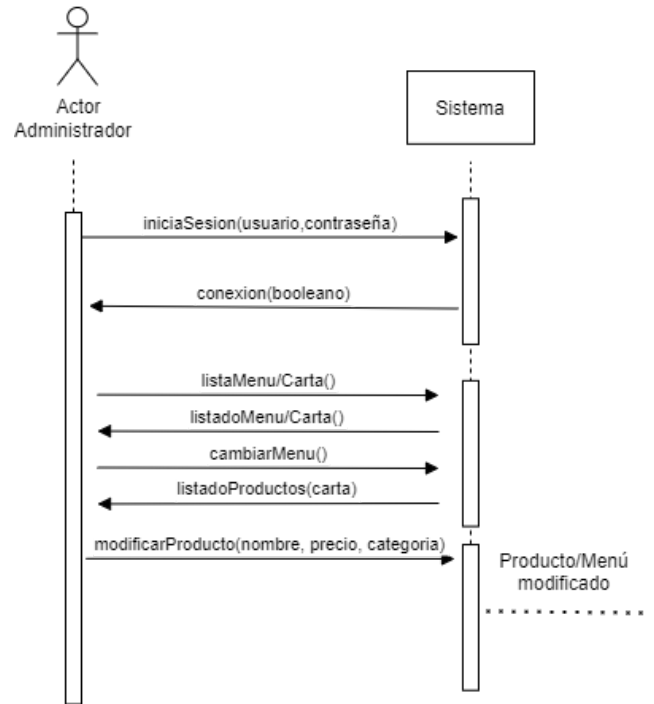 Actor
Administrador
Sistema
iniciaSesion(usuario,contraseña)
conexion(booleano)
listaMenu/Carta()
listadoMenu/Carta()
cambiarMenu()
listadoProductos(carta)
modificarProducto(nombre, precio, categoria)
Producto/Menú
modificado